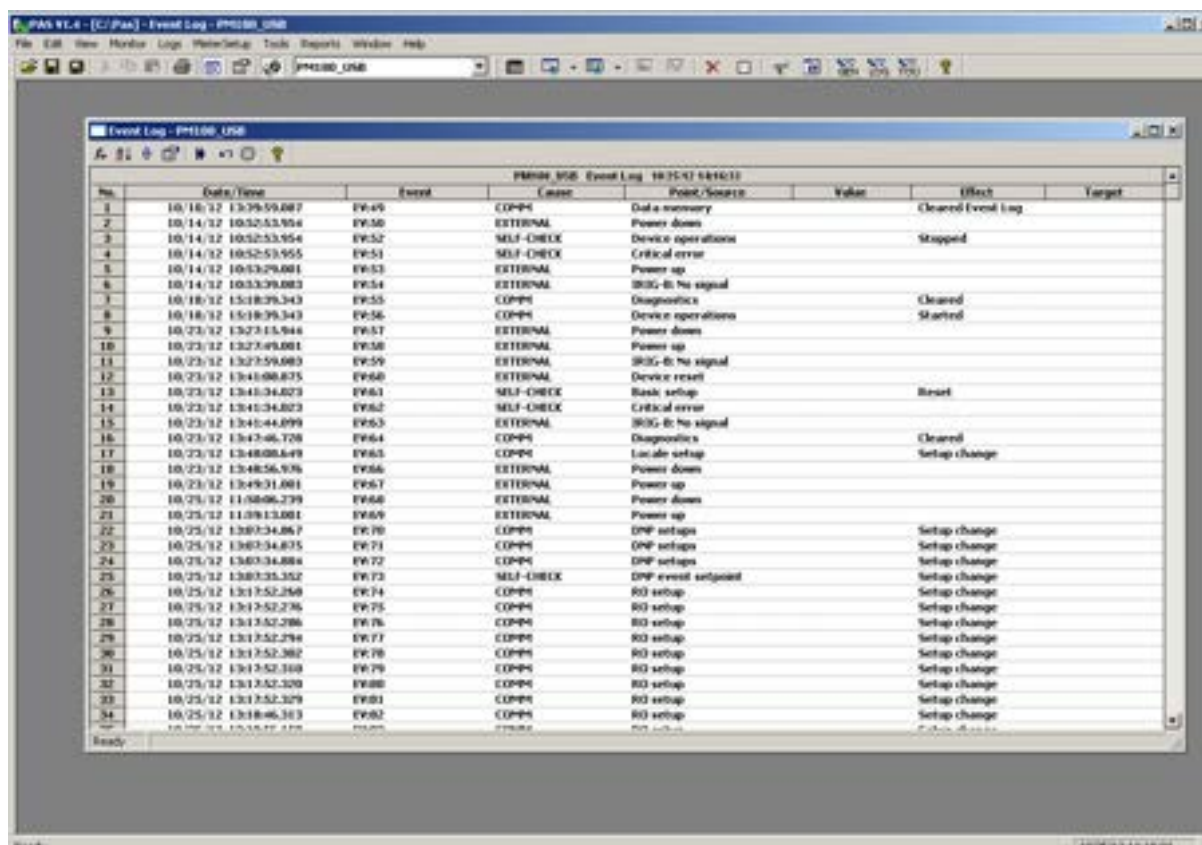 PAS V1.4 - [C:\Pas] - Event Log - PM180_USB
File Edit View Monitor Logs MeterSetup Tools Reports Window Help
PM180_USB
Event Log - PM180_USB
PM180_USB Event Log
No. Date/Time Event Cause Point/Source Value Effect Target
1 10/10/12 EV:49 COMM Data memory Cleared Event Log
2 10/14/12 10:52:53.954 EV:50 EXTERNAL Power down
3 10/14/12 10:52:53.954 EV:52 SELF-CHECK Device operations Stopped
4 10/14/12 10:52:53.955 EV:51 SELF-CHECK Critical error
5 10/14/12 10:53:29.001 EV:53 EXTERNAL Power up
6 10/14/12 10:53:39.003 EV:54 EXTERNAL IRIG-B: No signal
7 10/18/12 15:18:39.343 EV:55 COMM Diagnostics Cleared
8 10/18/12 15:18:39.343 EV:56 COMM Device operations Started
9 10/23/12 13:27:15.944 EV:57 EXTERNAL Power down
10 10/23/12 13:27:49.001 EV:58 EXTERNAL Power up
11 10/23/12 13:27:59.003 EV:59 EXTERNAL IRIG-B: No signal
12 10/23/12 13:41:08.875 EV:60 EXTERNAL Device reset
13 10/23/12 13:41:34.023 EV:61 SELF-CHECK Basic setup Reset
14 10/23/12 13:41:34.023 EV:62 SELF-CHECK Critical error
15 10/23/12 13:41:44.099 EV:63 EXTERNAL IRIG-B: No signal
16 10/23/12 13:47:46.728 EV:64 COMM Diagnostics Cleared
17 10/23/12 13:48:08.649 EV:65 COMM Locale setup Setup change
18 10/23/12 13:48:56.976 EV:66 EXTERNAL Power down
19 10/23/12 13:49:31.001 EV:67 EXTERNAL Power up
20 10/25/12 EV:68 EXTERNAL Power down
21 10/25/12 11:59:13.001 EV:69 EXTERNAL Power up
22 10/25/12 13:07:34.867 EV:70 COMM DNP setups Setup change
23 10/25/12 13:07:34.875 EV:71 COMM DNP setups Setup change
24 10/25/12 13:07:34.884 EV:72 COMM DNP setups Setup change
25 10/25/12 13:07:35.352 EV:73 SELF-CHECK DNP event setpoint Setup change
26 10/25/12 13:17:52.268 EV:74 COMM RO setup Setup change
27 10/25/12 13:17:52.276 EV:75 COMM RO setup Setup change
28 10/25/12 13:17:52.286 EV:76 COMM RO setup Setup change
29 10/25/12 13:17:52.294 EV:77 COMM RO setup Setup change
30 10/25/12 13:17:52.302 EV:78 COMM RO setup Setup change
31 10/25/12 13:17:52.310 EV:79 COMM RO setup Setup change
32 10/25/12 13:17:52.320 EV:80 COMM RO setup Setup change
33 10/25/12 13:17:52.329 EV:81 COMM RO setup Setup change
34 10/25/12 13:18:46.313 EV:82 COMM RO setup Setup change
Ready